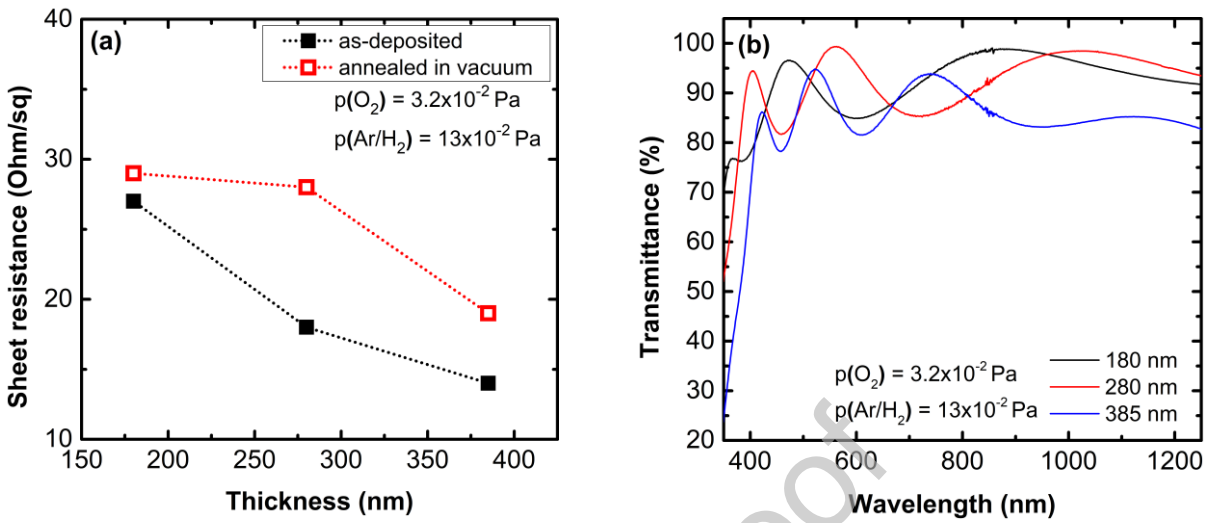 (a)
as-deposited
annealed in vacuum
p(O₂) = 3.2x10⁻² Pa
p(Ar/H₂) = 13x10⁻² Pa
Sheet resistance (Ohm/sq)
40
30
20
10
150
200
250
300
350
400
Thickness (nm)
(b)
Transmittance (%)
100
90
80
70
60
50
40
30
20
400
600
800
1000
1200
Wavelength (nm)
p(O₂) = 3.2x10⁻² Pa
p(Ar/H₂) = 13x10⁻² Pa
180 nm
280 nm
385 nm
oof